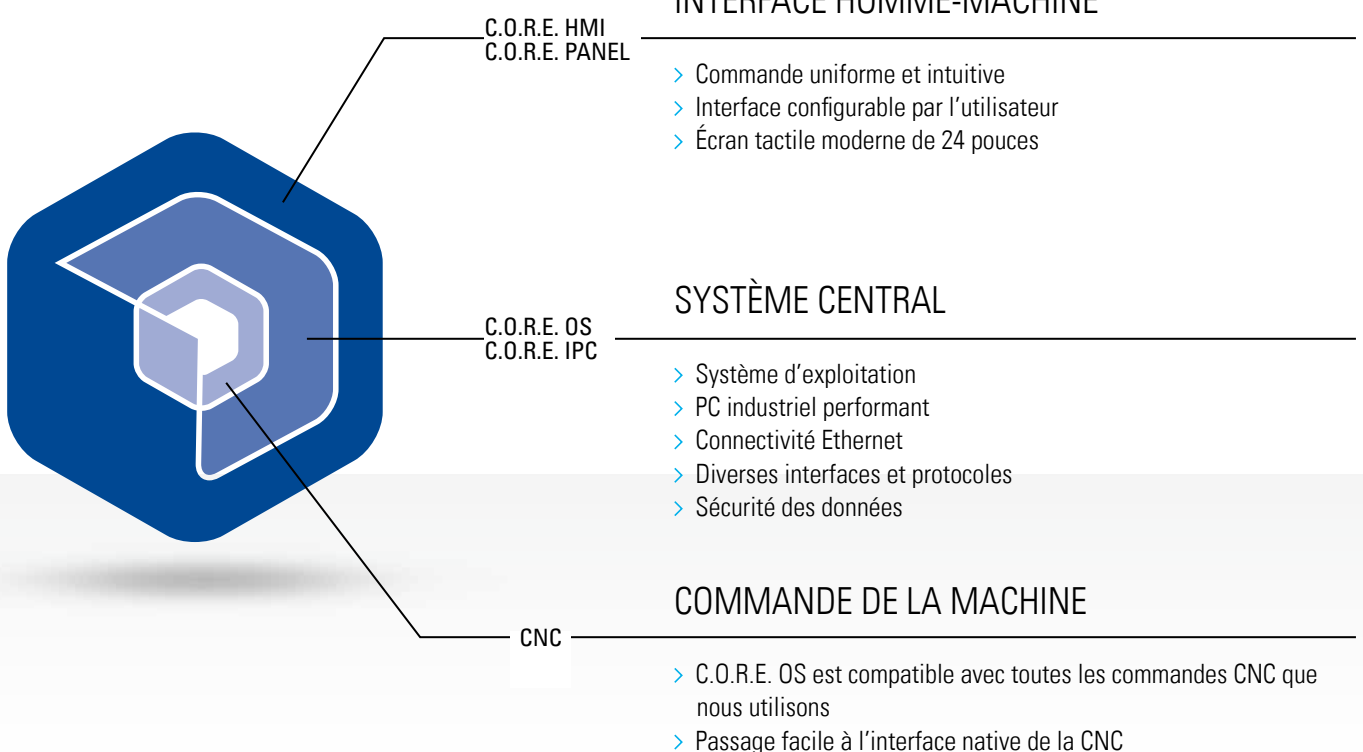 INTERFACE HOMME-MACHINE
C.O.R.E. HMI
C.O.R.E. PANEL
> Commande uniforme et intuitive
> Interface configurable par l’utilisateur
> Écran tactile moderne de 24 pouces
SYSTÈME CENTRAL
C.O.R.E. OS
C.O.R.E. IPC
> Système d’exploitation
> PC industriel performant
> Connectivité Ethernet
> Diverses interfaces et protocoles
> Sécurité des données
COMMANDE DE LA MACHINE
CNC
> C.O.R.E. OS est compatible avec toutes les commandes CNC que
nous utilisons
> Passage facile à l’interface native de la CNC